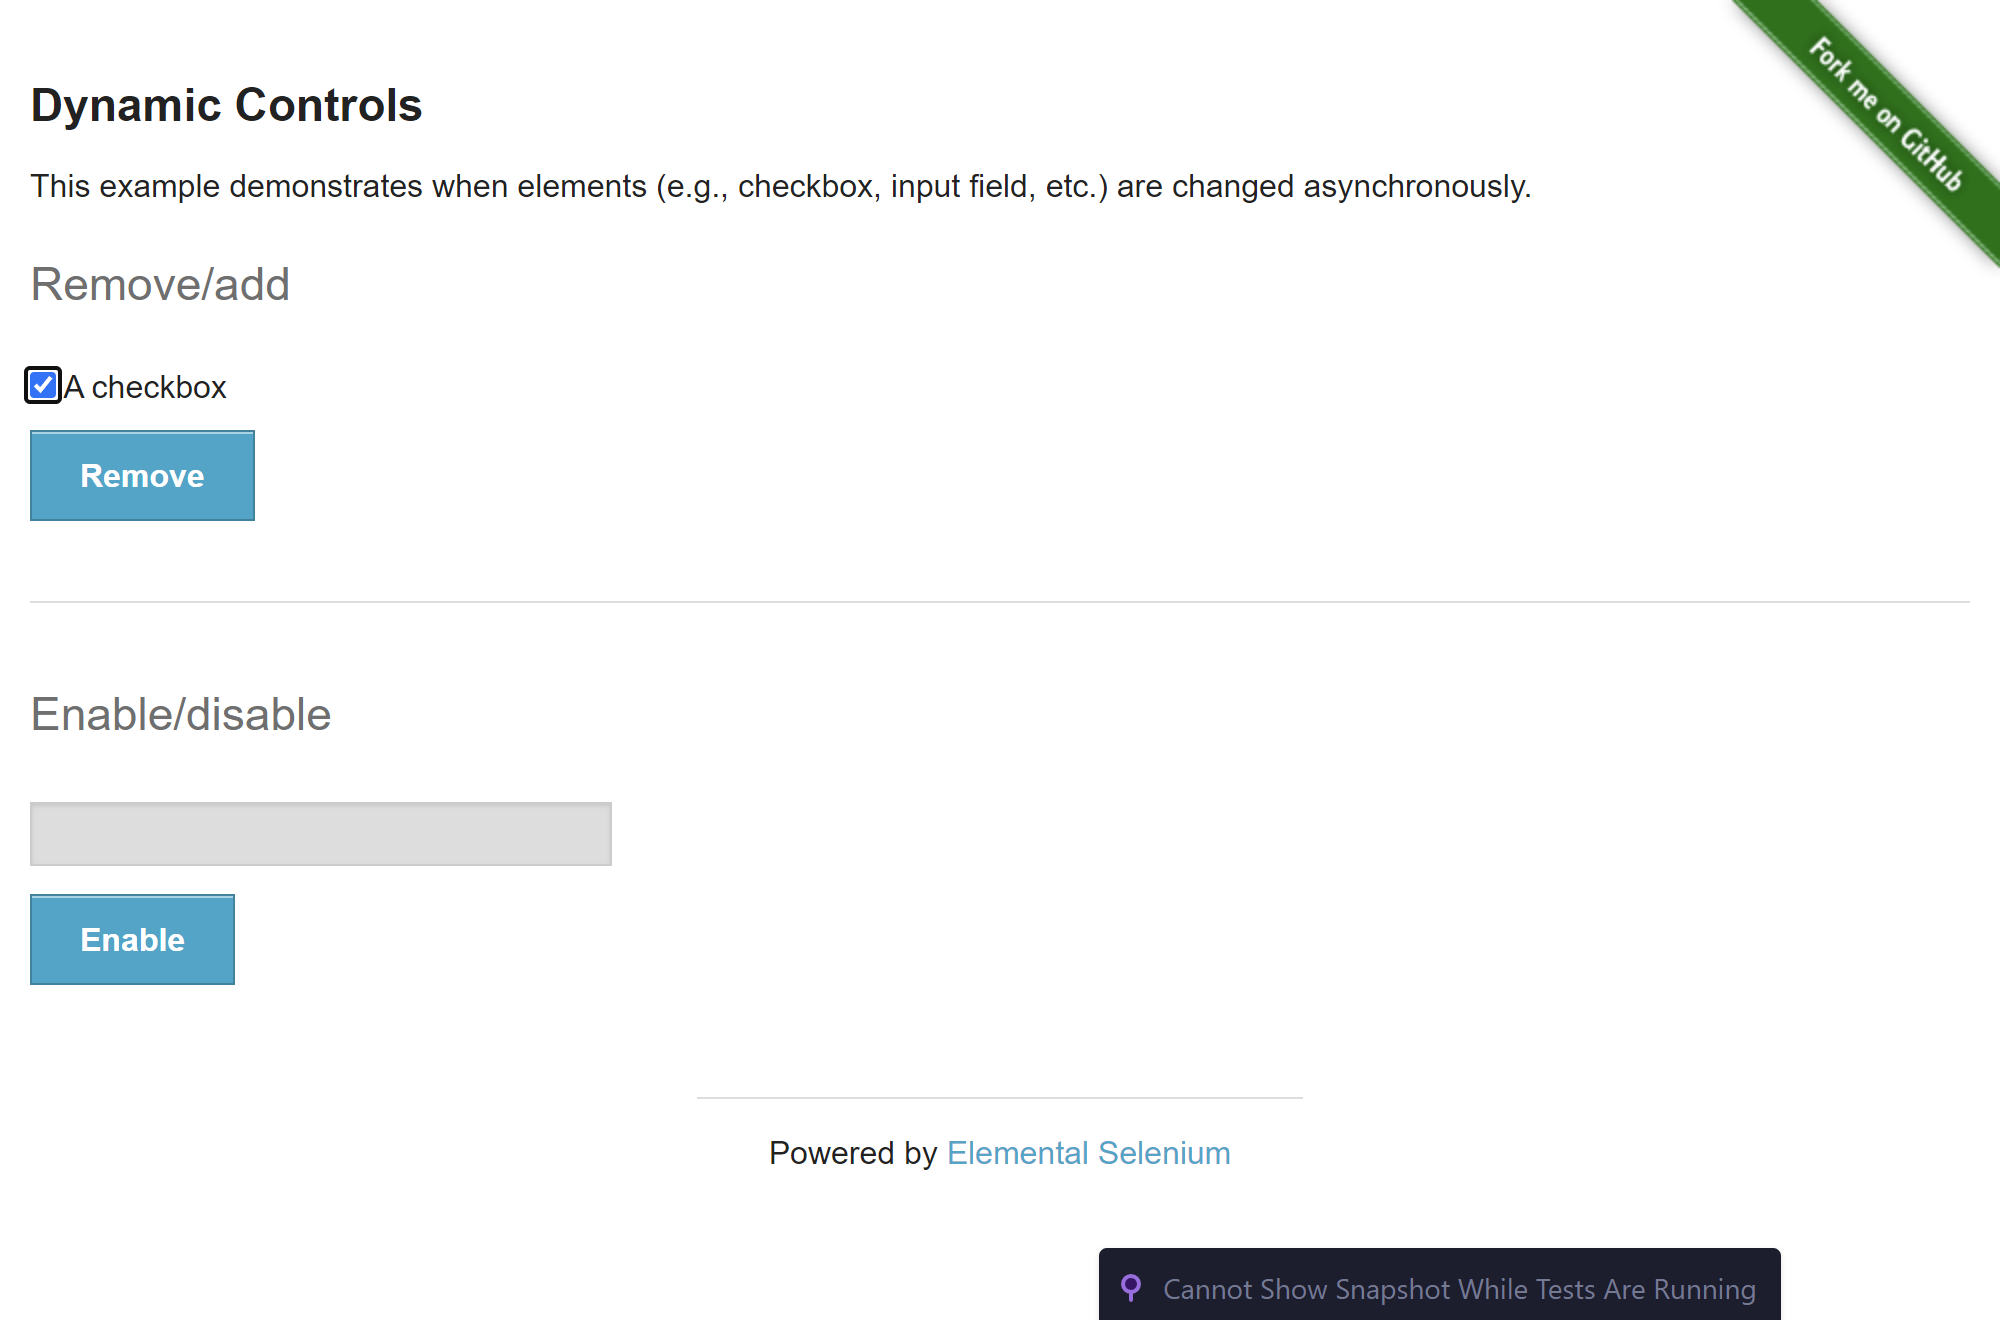 Fork me on GitHub
Dynamic Controls
This example demonstrates when elements (e.g., checkbox, input field, etc.) are changed asynchronously.
Remove/add
A checkbox
Remove
Enable/disable
Enable
Powered by Elemental Selenium
Cannot Show Snapshot While Tests Are Running